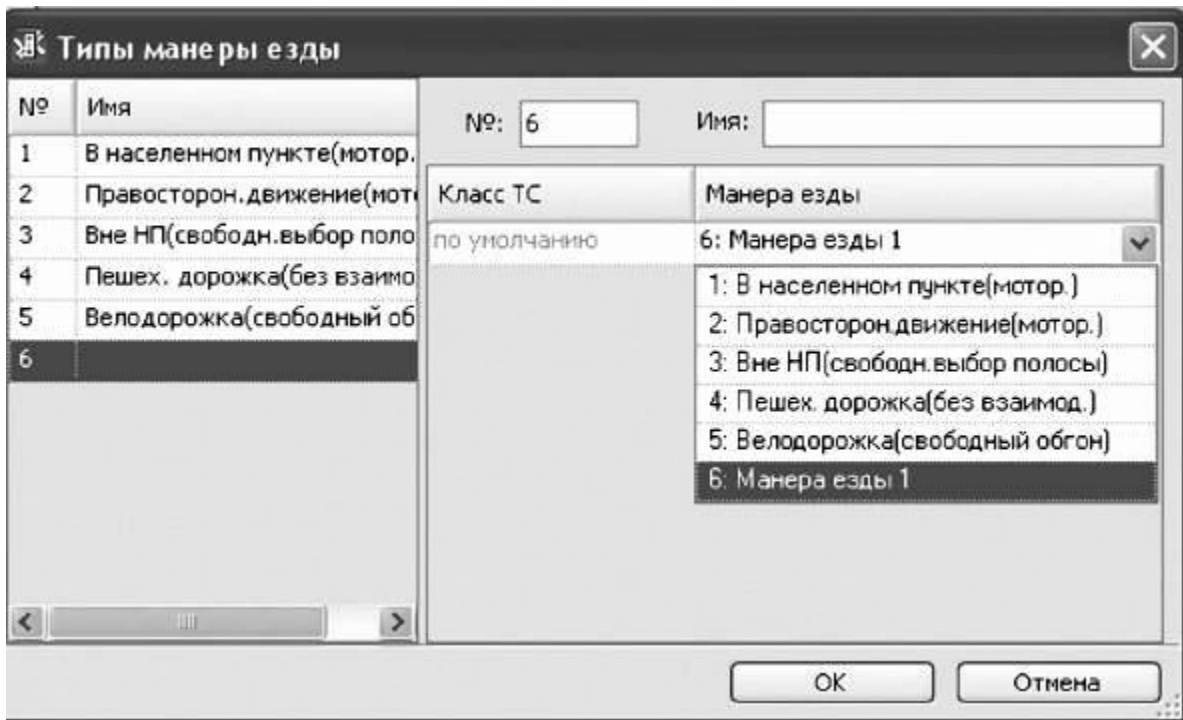 Типы манеры езды
№ Имя
1 В населенном пункте(мотор.
2 Правосторон.движение(мот
3 Вне НП(свободн.выбор поло
4 Пешех. дорожка(без взаимо
5 Велодорожка(свободный об
6
№: 6 Имя:
Класс ТС Манера езды
по умолчанию 6: Манера езды 1
1: В населенном пункте(мотор.)
2: Правосторон.движение(мотор.)
3: Вне НП(свободн.выбор полосы)
4: Пешех. дорожка(без взаимод.)
5: Велодорожка(свободный обгон)
6: Манера езды 1
OK Отмена